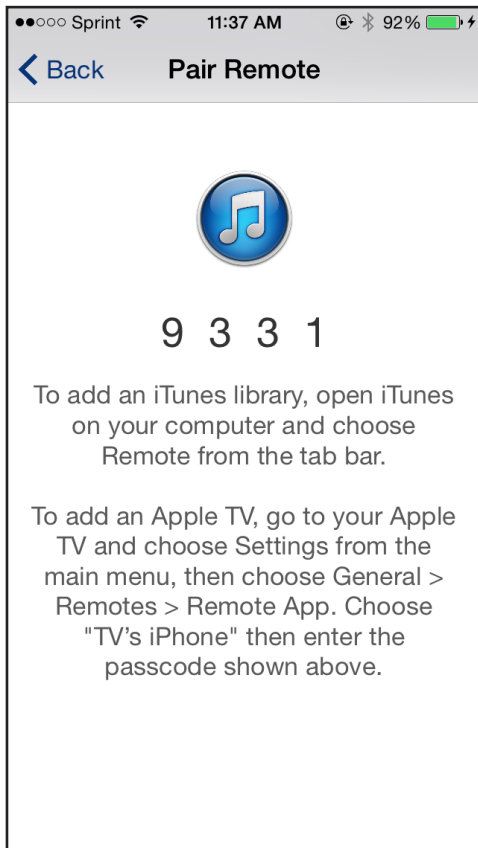 Sprint 11:37 AM 92%
Back Pair Remote
9 3 3 1
To add an iTunes library, open iTunes
on your computer and choose
Remote from the tab bar.
To add an Apple TV, go to your Apple
TV and choose Settings from the
main menu, then choose General >
Remotes > Remote App. Choose
"TV’s iPhone" then enter the
passcode shown above.